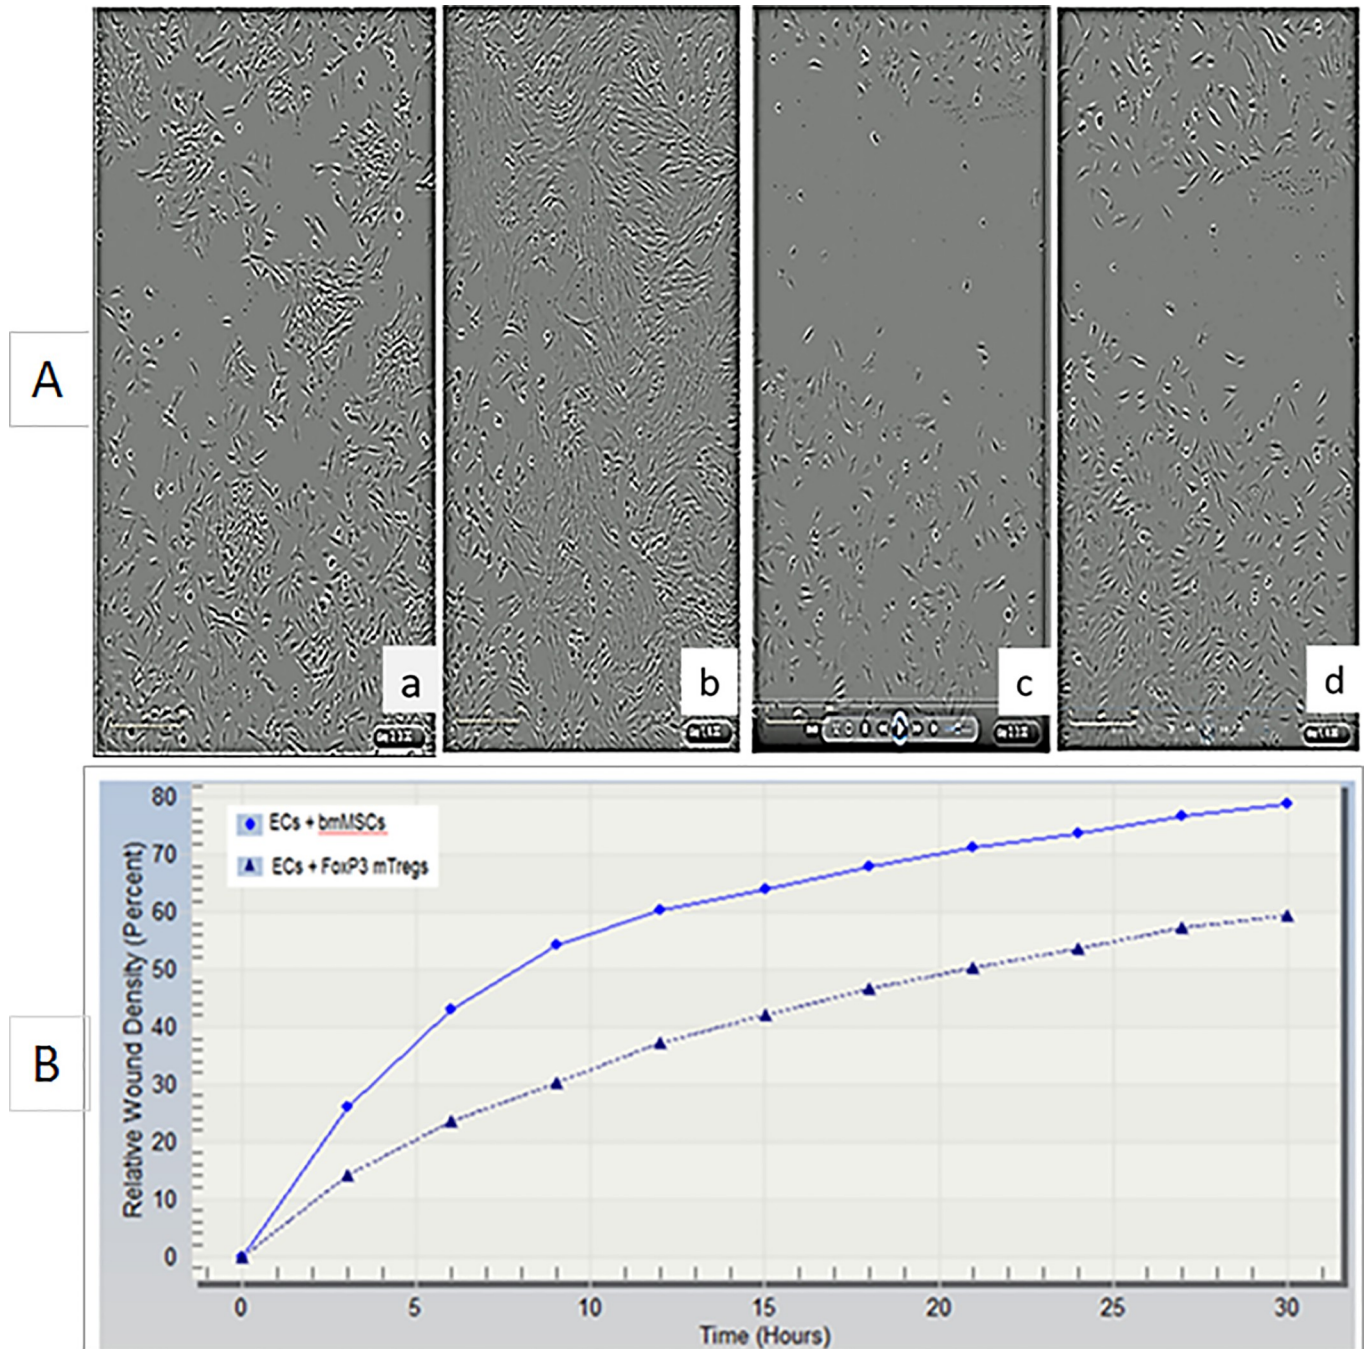 A
a
b
c
d
B
80
70
60
50
40
30
20
10
0
Relative Wound Density (Percent)
ECs + bmMSCs
ECs + FoxP3 mTregs
0 5 10 15 20 25 30
Time (Hours)